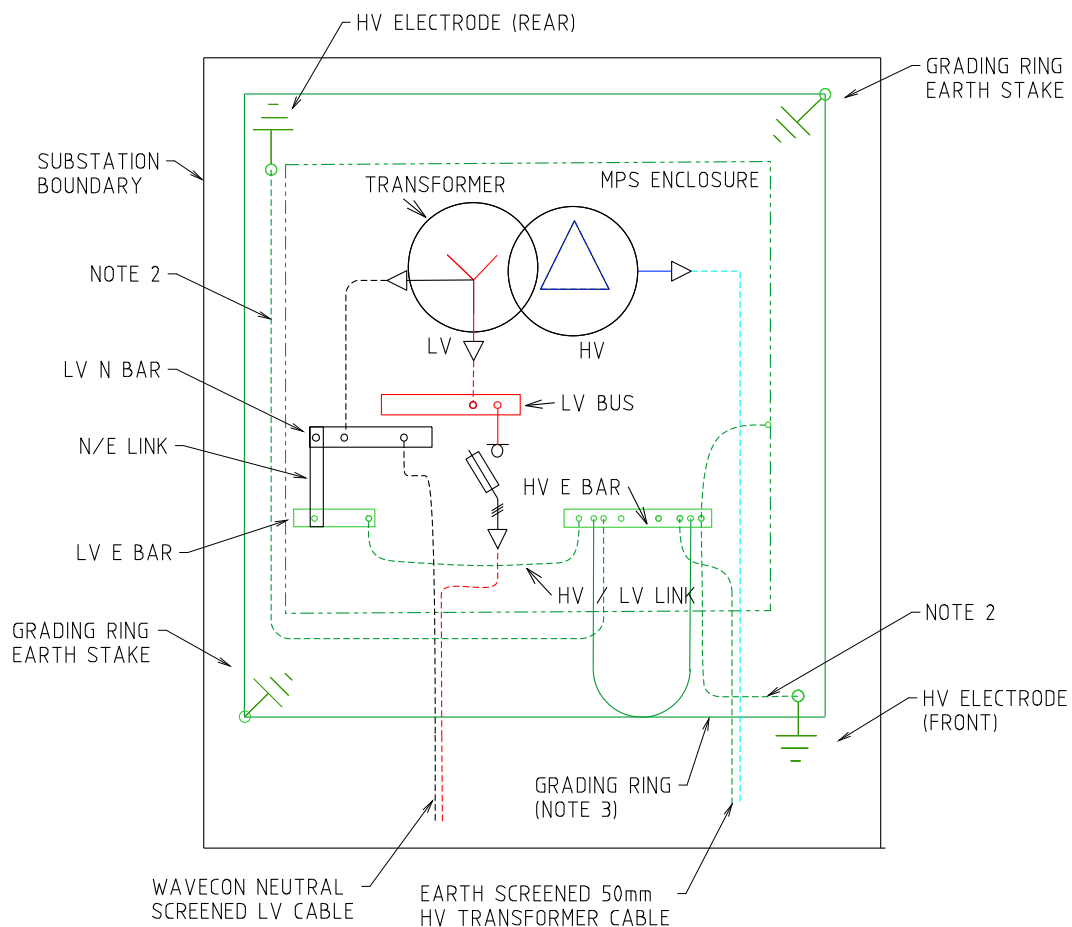 HV ELECTRODE (REAR)
GRADING RING
EARTH STAKE
SUBSTATION
BOUNDARY
TRANSFORMER
MPS ENCLOSURE
NOTE 2
LV
HV
LV N BAR
LV BUS
N/E LINK
HV E BAR
LV E BAR
HV / LV LINK
GRADING RING
EARTH STAKE
NOTE 2
HV ELECTRODE
(FRONT)
GRADING RING
(NOTE 3)
WAVECON NEUTRAL
SCREENED LV CABLE
EARTH SCREENED 50mm
HV TRANSFORMER CABLE